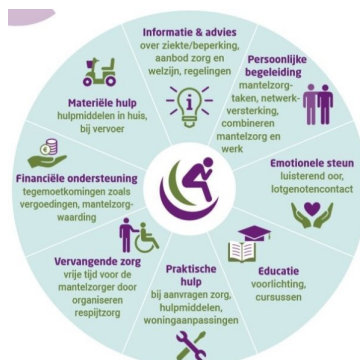 Informatie & advies
over ziekte/beperking,
aanbod zorg en
welzijn, regelingen
Persoonlijke
begeleiding
mantelzorg-
taken, netwerk-
versterking,
combineren
mantelzorg en
werk
Emotionele steun
luisterend oor,
lotgenotencontact
Educatie
voorlichting,
cursussen
Praktische
hulp
bij aanvragen zorg,
hulpmiddelen,
woningaanpassingen
Vervangende zorg
vrije tijd voor de
mantelzorger door
organiseren
respijtzorg
Financiële ondersteuning
tegemoetkomingen zoals
vergoedingen, mantelzorg-
waarding
Materiële hulp
hulpmiddelen in huis,
bij vervoer